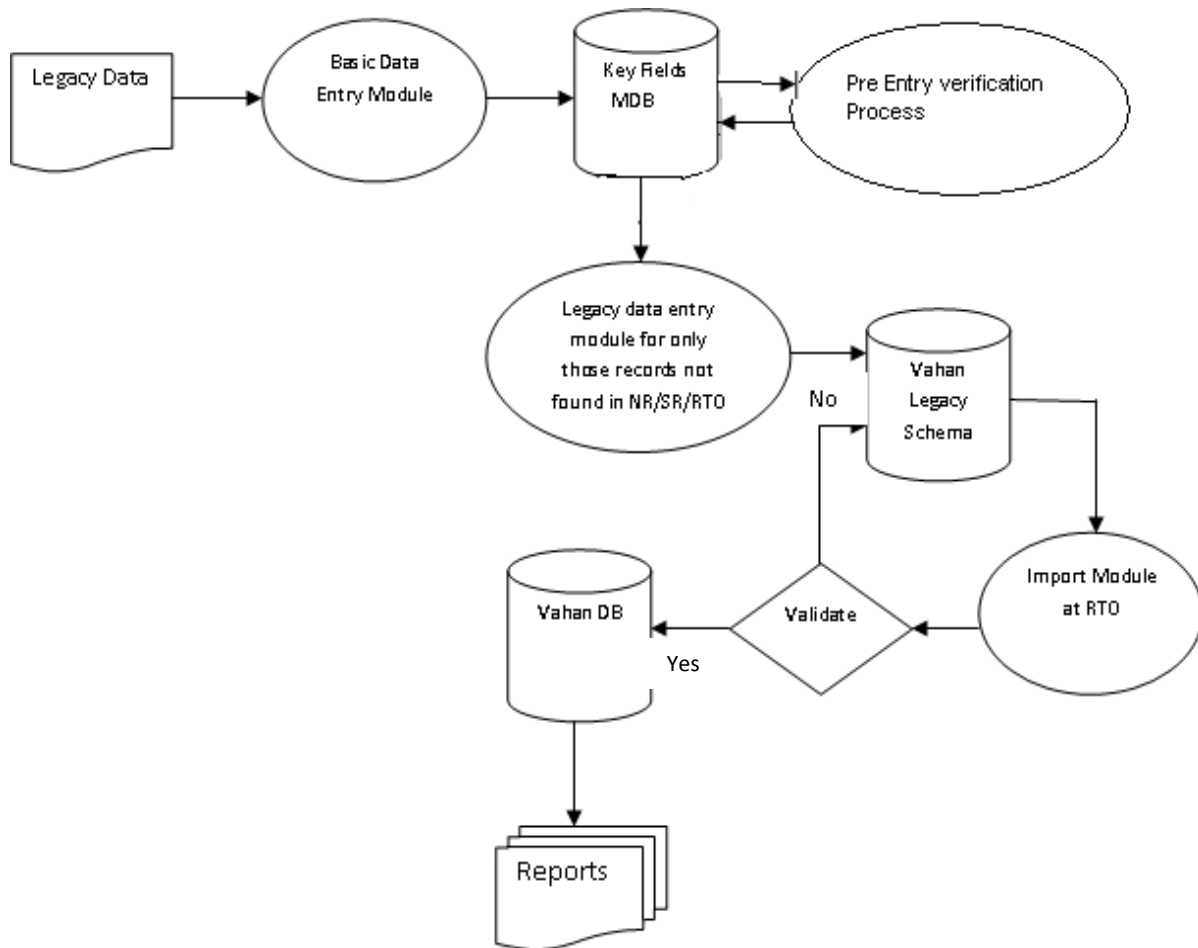 Legacy Data
Basic Data
Entry Module
Key Fields
MDB
Pre Entry verification
Process
Legacy data entry
module for only
those records not
found in NR/SR/RTO
No
Vahan
Legacy
Schema
Import Module
at RTO
Validate
Yes
Vahan DB
Reports